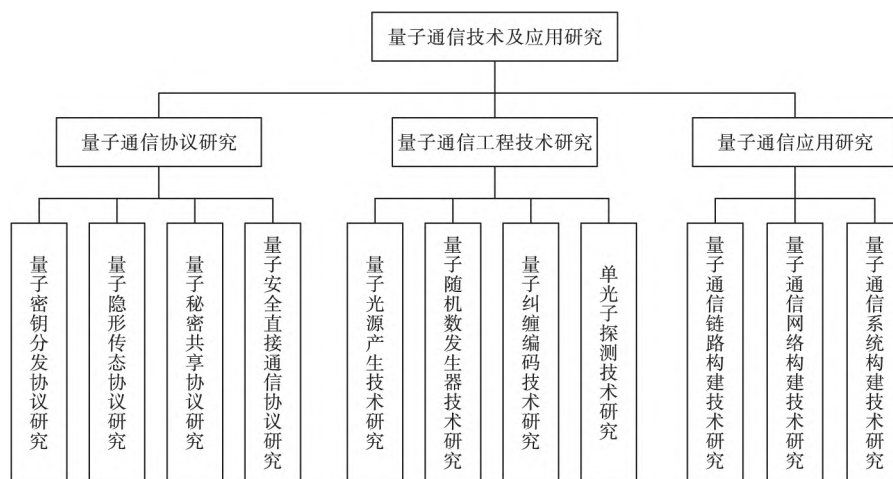 量子通信技术及应用研究
量子通信协议研究
量子通信工程技术研究
量子通信应用研究
量子密钥分发协议研究
量子隐形传态协议研究
量子秘密共享协议研究
量子安全直接通信协议研究
量子光源产生技术研究
量子随机数发生器技术研究
量子纠缠编码技术研究
单光子探测技术研究
量子通信链路构建技术研究
量子通信网络构建技术研究
量子通信系统构建技术研究